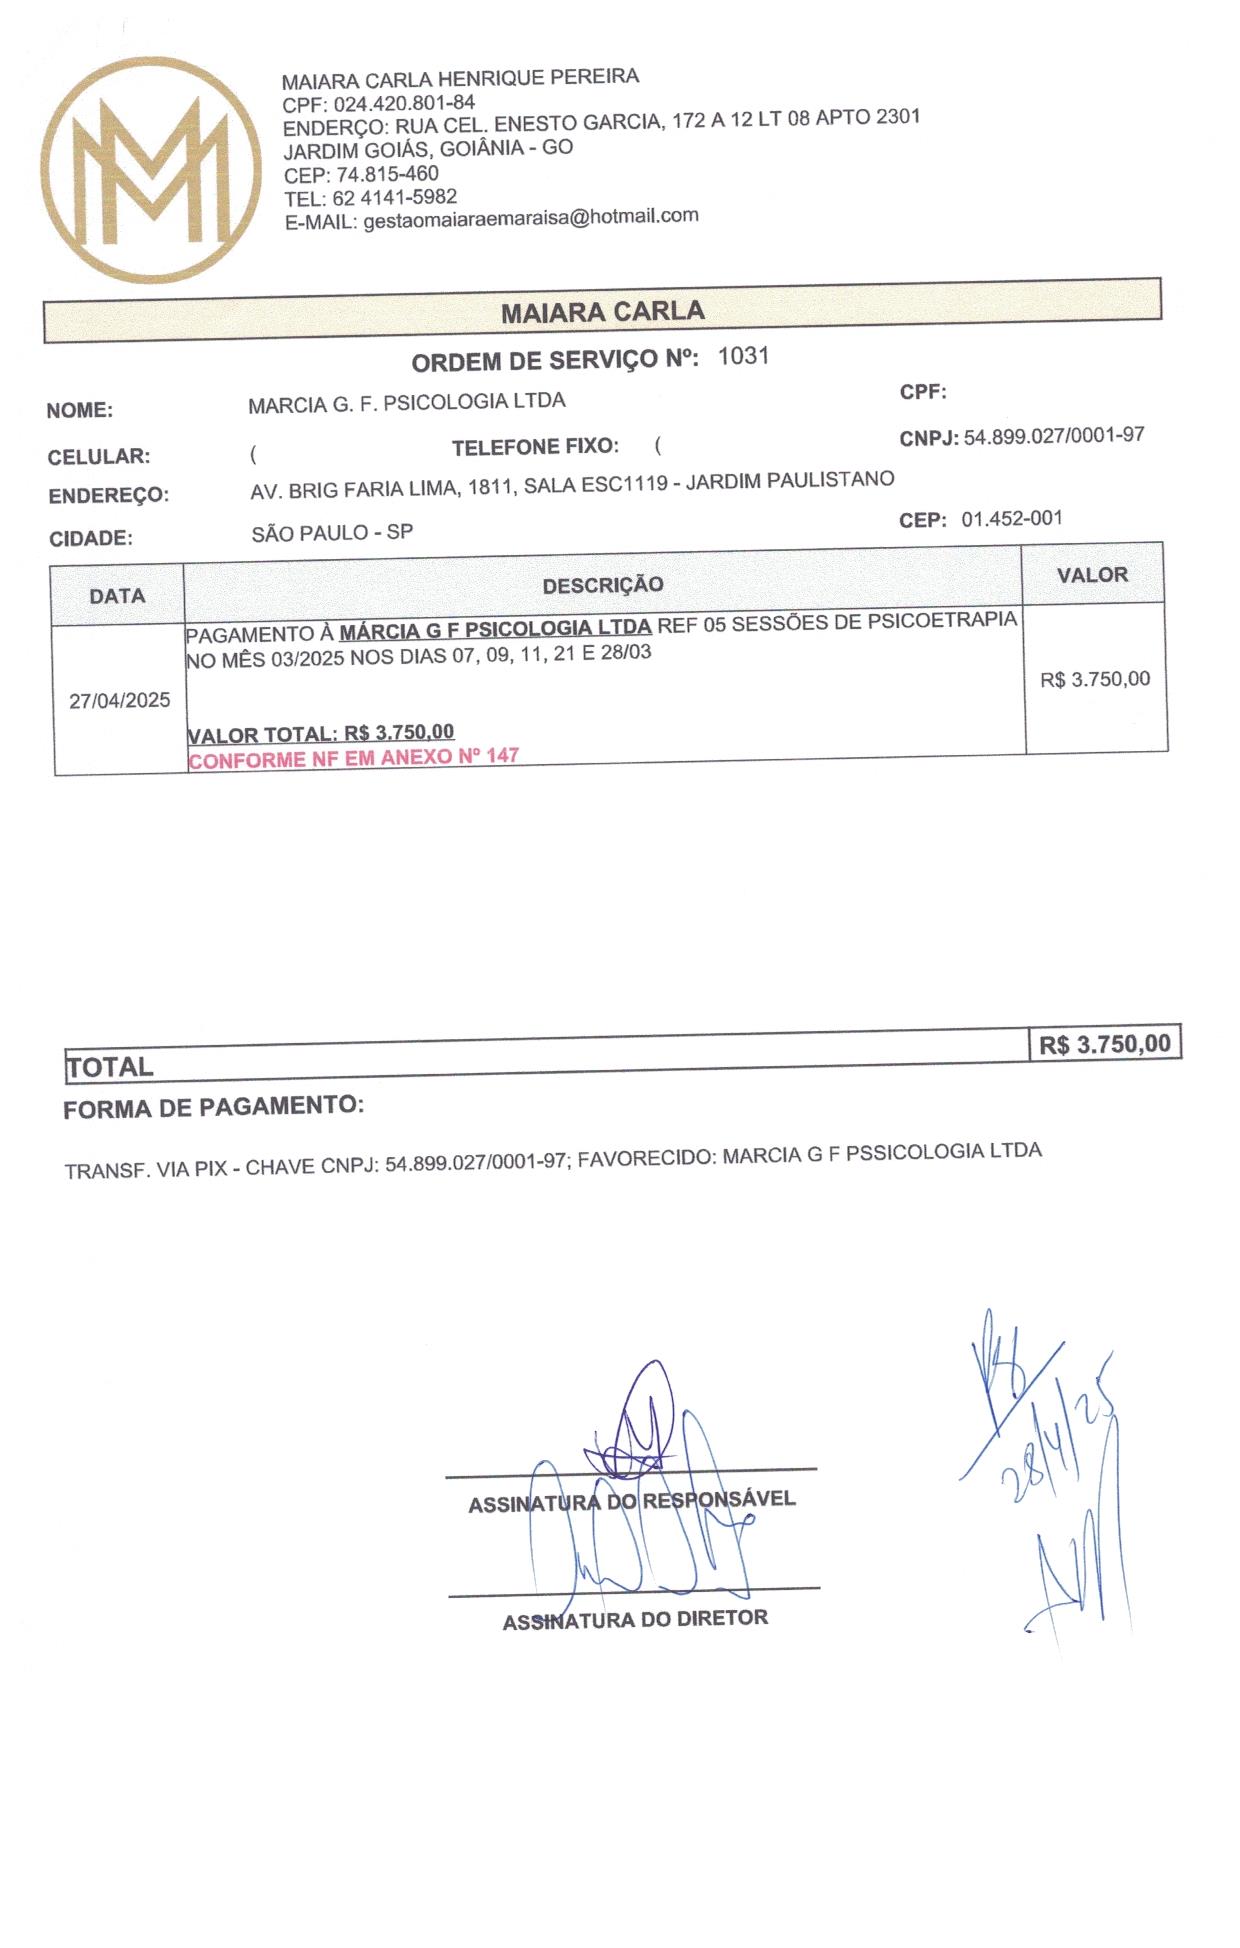 MM
MAIARA CARLA HENRIQUE PEREIRA
CPF: 024.420.801-84
ENDERÇO: RUA CEL. ENESTO GARCIA, 172 A 12 LT 08 APTO 2301
JARDIM GOIÁS, GOIÂNIA - GO
CEP: 74.815-460
TEL: 62 4141-5982
E-MAIL: gestaomaiaraemaraisa@hotmail.com
MAIARA CARLA
ORDEM DE SERVIÇO Nº: 1031
NOME: MARCIA G. F. PSICOLOGIA LTDA CPF:
CELULAR: ( TELEFONE FIXO: ( CNPJ: 54.899.027/0001-97
ENDEREÇO: AV. BRIG FARIA LIMA, 1811, SALA ESC1119 - JARDIM PAULISTANO
CIDADE: SÃO PAULO - SP CEP: 01.452-001
DATA DESCRIÇÃO VALOR
PAGAMENTO À MÁRCIA G F PSICOLOGIA LTDA REF 05 SESSÕES DE PSICOETRAPIA
NO MÊS 03/2025 NOS DIAS 07, 09, 11, 21 E 28/03
27/04/2025 R$ 3.750,00
VALOR TOTAL: R$ 3.750,00
CONFORME NF EM ANEXO Nº 147
TOTAL R$ 3.750,00
FORMA DE PAGAMENTO:
TRANSF. VIA PIX - CHAVE CNPJ: 54.899.027/0001-97; FAVORECIDO: MARCIA G F PSSICOLOGIA LTDA
28/4/25
ASSINATURA DO RESPONSÁVEL
ASSINATURA DO DIRETOR